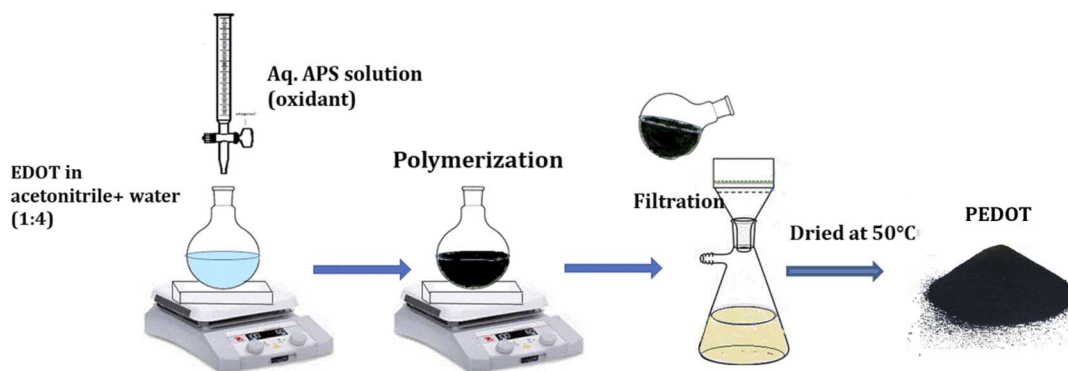 Aq. APS solution
(oxidant)
EDOT in
acetonitrile+ water
(1:4)
Polymerization
Filtration
Dried at 50°C
PEDOT